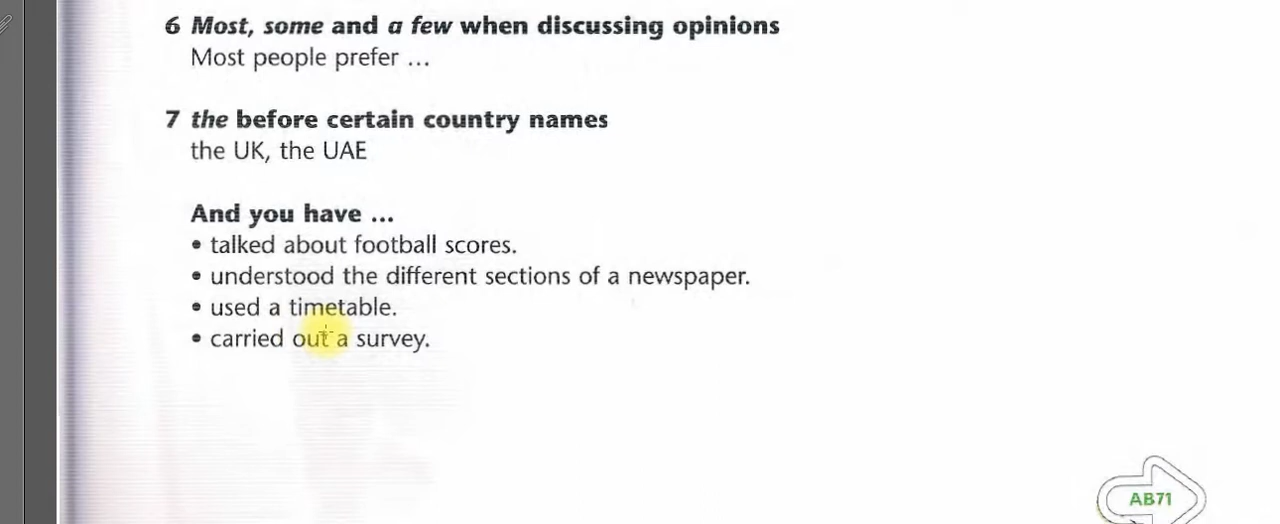 6 Most, some and a few when discussing opinions
Most people prefer ...
7 the before certain country names
the UK, the UAE
And you have ...
• talked about football scores.
• understood the different sections of a newspaper.
• used a timetable.
• carried out a survey.
AB71